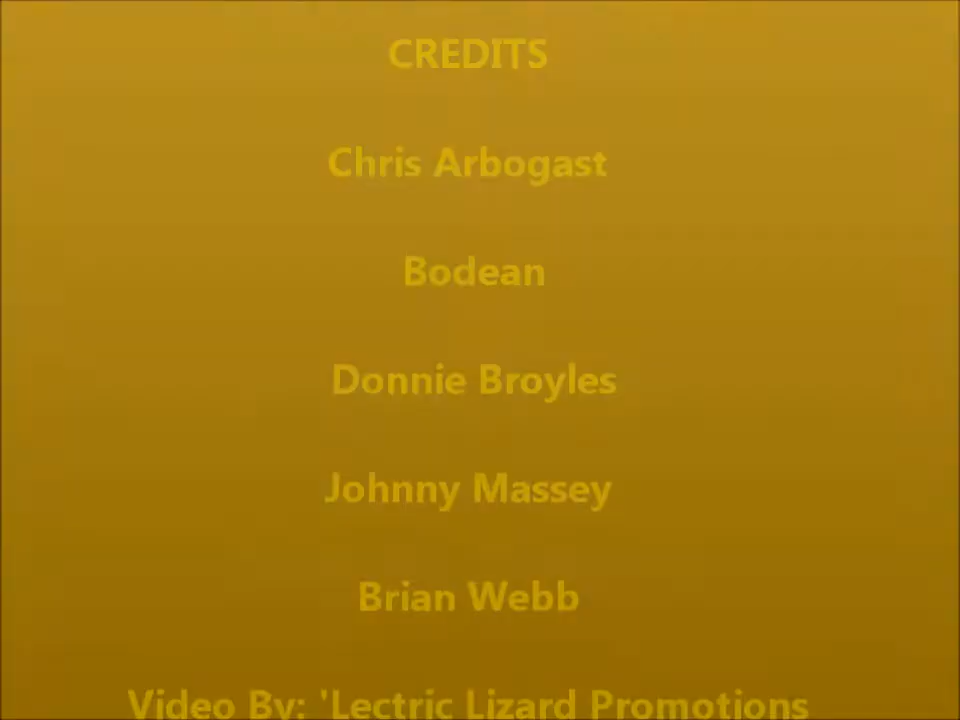 CREDITS
Chris Arbogast
Bodean
Donnie Broyles
Johnny Massey
Brian Webb
Video By: 'Lectric Lizard Promotions